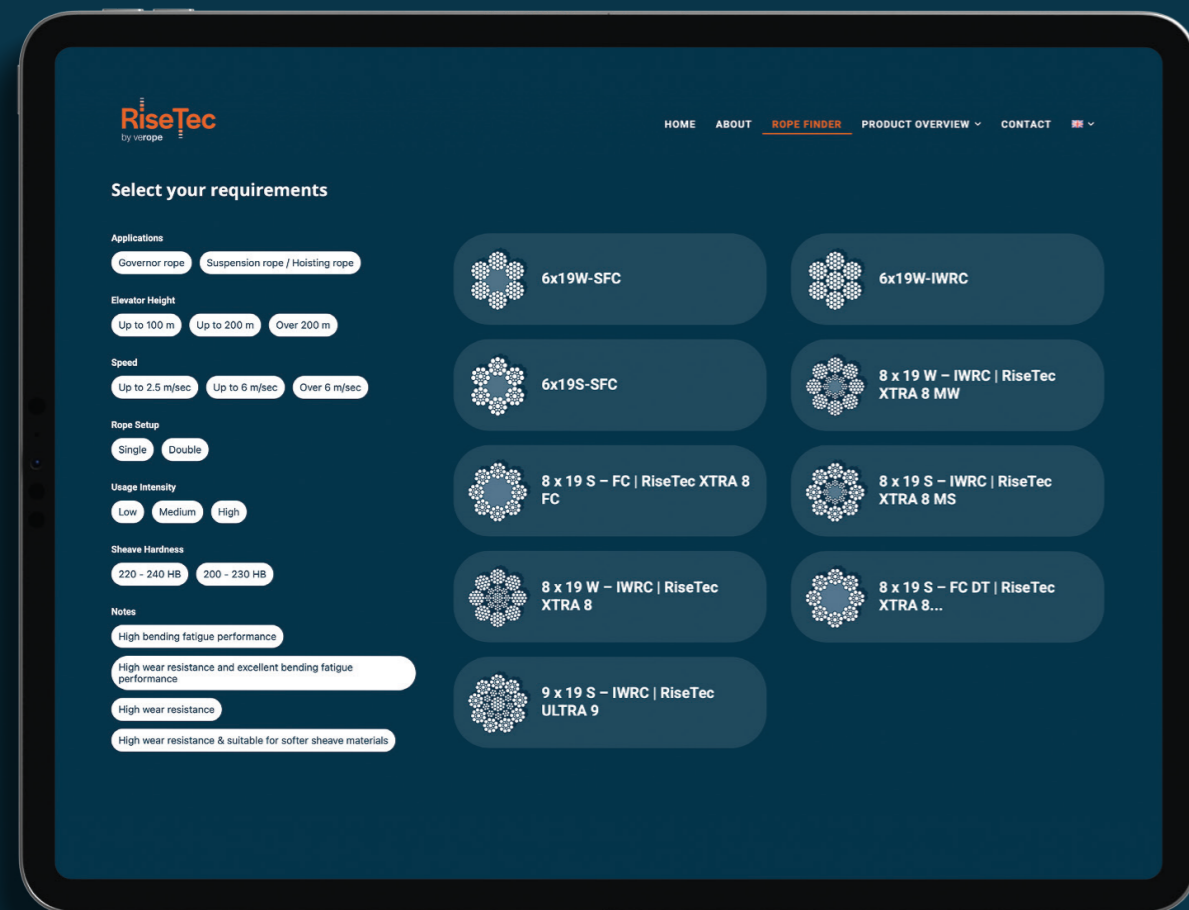 RiseTec
by verope
HOME ABOUT ROPE FINDER PRODUCT OVERVIEW CONTACT
Select your requirements
Applications
Governor rope Suspension rope / Hoisting rope
Elevator Height
Up to 100 m Up to 200 m Over 200 m
Speed
Up to 2.5 m/sec Up to 6 m/sec Over 6 m/sec
Rope Setup
Single Double
Usage Intensity
Low Medium High
Sheave Hardness
220 - 240 HB 200 - 230 HB
Notes
High bending fatigue performance
High wear resistance and excellent bending fatigue
performance
High wear resistance
High wear resistance & suitable for softer sheave materials
6x19W-SFC
6x19W-IWRC
6x19S-SFC
8 x 19 W – IWRC | RiseTec
XTRA 8 MW
8 x 19 S – FC | RiseTec XTRA 8
FC
8 x 19 S – IWRC | RiseTec
XTRA 8 MS
8 x 19 W – IWRC | RiseTec
XTRA 8
8 x 19 S – FC DT | RiseTec
XTRA 8...
9 x 19 S – IWRC | RiseTec
ULTRA 9